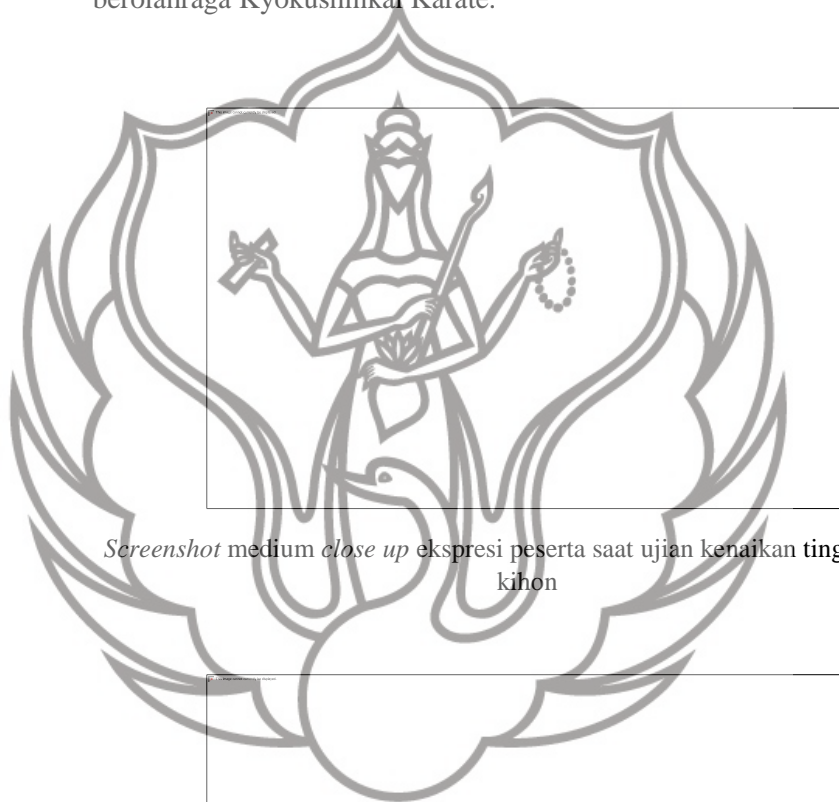 berolahraga Kyokushinkai Karate.
Screenshot medium close up ekspresi peserta saat ujian kenaikan ting
kihon